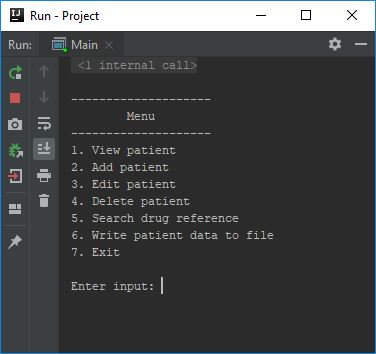 Run - Project
Run: Main
<1 internal call>
--------------------
Menu
--------------------
1. View patient
2. Add patient
3. Edit patient
4. Delete patient
5. Search drug reference
6. Write patient data to file
7. Exit
Enter input: